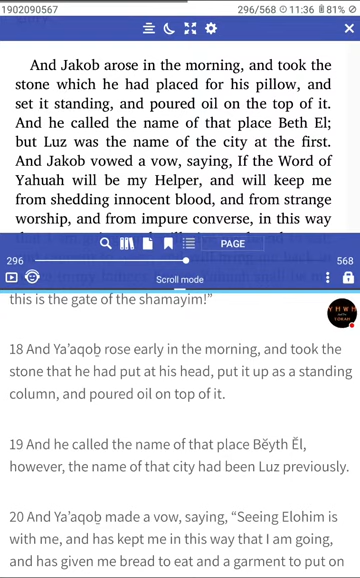 1902090567 296/568 11:36 81%
And Jakob arose in the morning, and took the
stone which he had placed for his pillow, and
set it standing, and poured oil on the top of it.
And he called the name of that place Beth El;
but Luz was the name of the city at the first.
And Jakob vowed a vow, saying, If the Word of
Yahuah will be my Helper, and will keep me
from shedding innocent blood, and from strange
worship, and from impure converse, in this way
PAGE
296 568
Scroll mode
this is the gate of the shamayim!”
18 And Ya’aqoḇ rose early in the morning, and took the
stone that he had put at his head, put it up as a standing
column, and poured oil on top of it.
19 And he called the name of that place Bĕyth Ĕl,
however, the name of that city had been Luz previously.
20 And Ya’aqoḇ made a vow, saying, “Seeing Elohim is
with me, and has kept me in this way that I am going,
and has given me bread to eat and a garment to put on